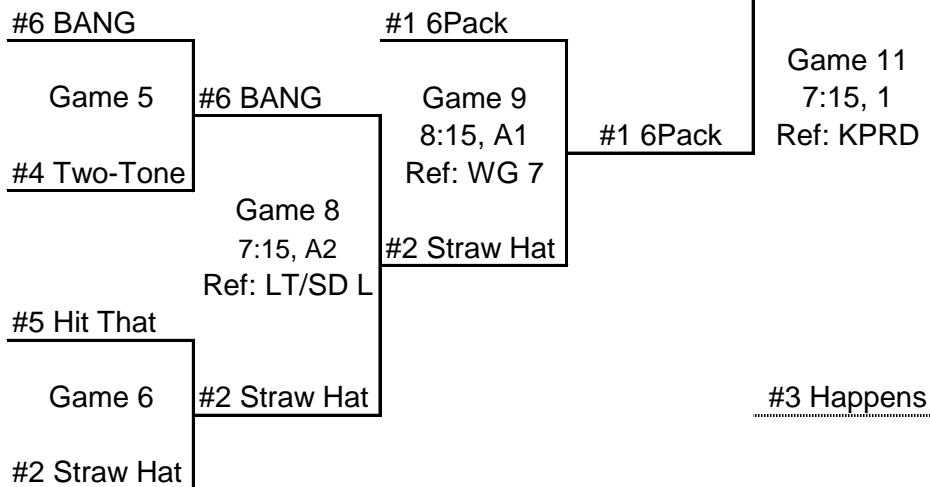 #6 BANG
#1 6Pack
Game 11
7:15, 1
Ref: KPRD
Game 5
#6 BANG
Game 9
8:15, A1
Ref: WG 7
#1 6Pack
#4 Two-Tone
Game 8
7:15, A2
Ref: LT/SD L
#2 Straw Hat
#5 Hit That
Game 6
#2 Straw Hat
#3 Happens
#2 Straw Hat